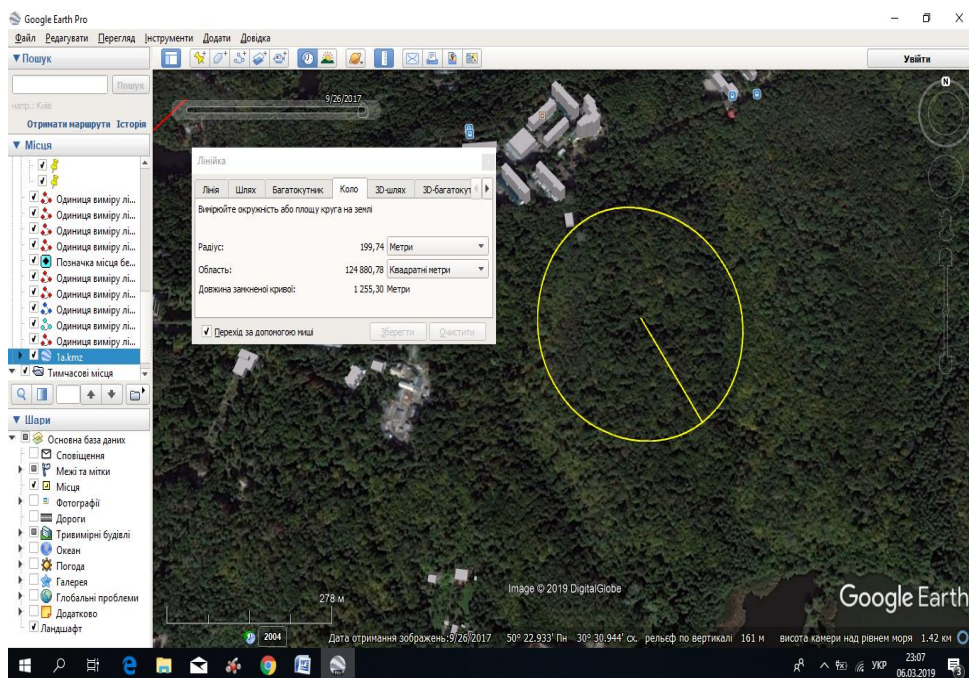 Google Earth Pro
Файл Редагувати Перегляд Інструменти Додати Довідка
▼ Пошук
Увійти
Пошук
напр.: Київ
Отримати маршрути Історія
▼ Місця
Одиниця виміру лі...
Одиниця виміру лі...
Одиниця виміру лі...
Одиниця виміру лі...
Позначка місця бе...
Одиниця виміру лі...
Одиниця виміру лі...
Одиниця виміру лі...
Одиниця виміру лі...
Одиниця виміру лі...
1a.kmz
Тимчасові місця
▼ Шари
Основна база даних
Сповіщення
Межі та мітки
Місця
Фотографії
Дороги
Тривимірні будівлі
Океан
Погода
Галерея
Глобальні проблеми
Додатково
Ландшафт
9/26/2017
N
Лінійка
Лінія Шлях Багатокутник Коло 3D-шлях 3D-багатокут
Вимірюйте окружність або площу круга на землі
Радіус: 199,74 Метри
Область: 124 880,78 Квадратні метри
Довжина замкненої кривої: 1 255,30 Метри
Перехід за допомогою миші Зберегти Очистити
Image © 2019 DigitalGlobe
Google Earth
278 м
2004
Дата отримання зображень:9/26/2017 50° 22.933' Пн 30° 30.944' сх. рельєф по вертикалі 161 м висота камери над рівнем моря 1.42 км
УКР
23:07
06.03.2019
3